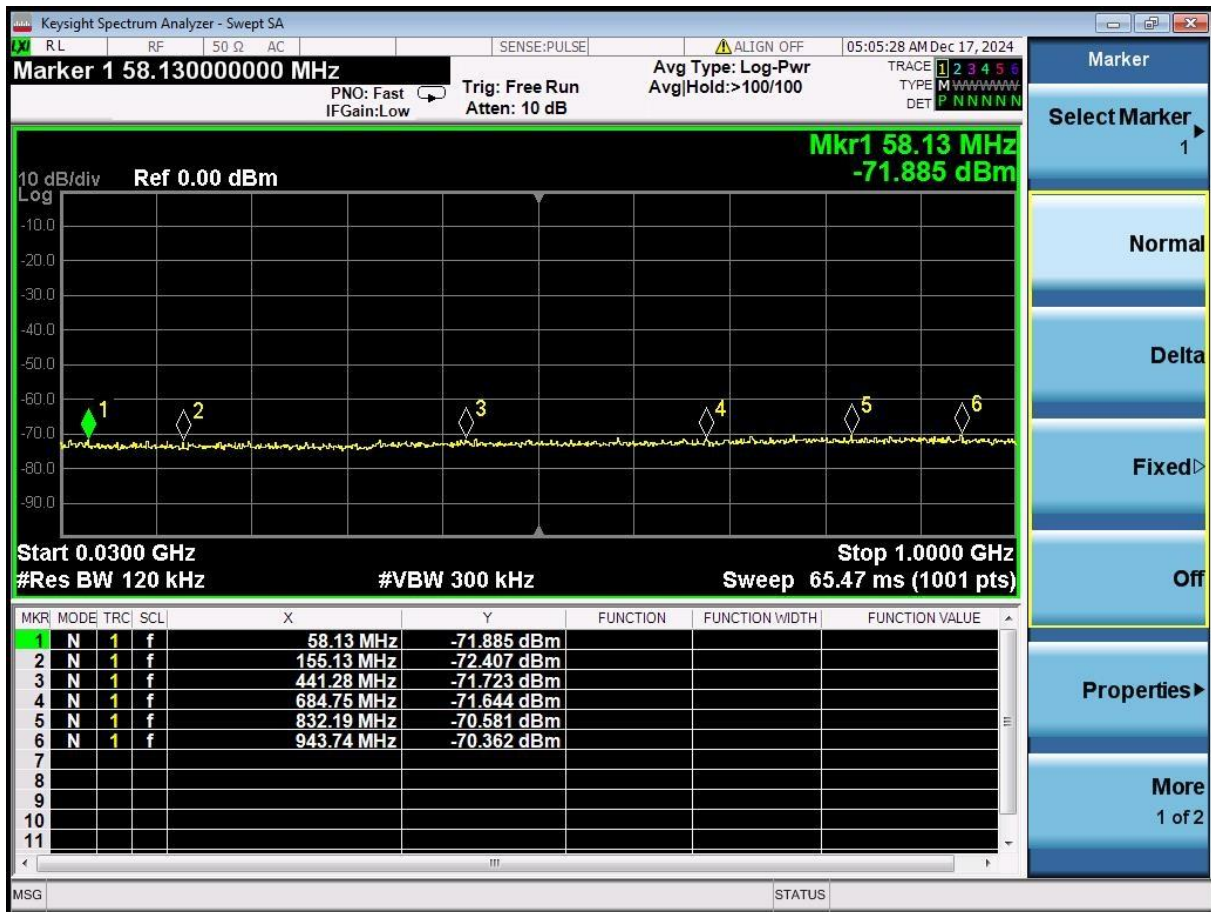 Keysight Spectrum Analyzer - Swept SA
LXI RL RF 50 Ω AC SENSE:PULSE ALIGN OFF 05:05:28 AM Dec 17, 2024
Marker 1 58.130000000 MHz
PNO: Fast
IFGain:Low
Trig: Free Run
Atten: 10 dB
Avg Type: Log-Pwr
Avg|Hold:>100/100
TRACE 1 2 3 4 5 6
TYPE M WWWWW
DET P N N N N N
Mkr1 58.13 MHz
-71.885 dBm
10 dB/div Ref 0.00 dBm
Log
-10.0
-20.0
-30.0
-40.0
-50.0
-60.0
-70.0
-80.0
-90.0
1 2 3 4 5 6
Start 0.0300 GHz Stop 1.0000 GHz
#Res BW 120 kHz #VBW 300 kHz Sweep 65.47 ms (1001 pts)
MKR MODE TRC SCL X Y FUNCTION FUNCTION WIDTH FUNCTION VALUE
1 N 1 f 58.13 MHz -71.885 dBm
2 N 1 f 155.13 MHz -72.407 dBm
3 N 1 f 441.28 MHz -71.723 dBm
4 N 1 f 684.75 MHz -71.644 dBm
5 N 1 f 832.19 MHz -70.581 dBm
6 N 1 f 943.74 MHz -70.362 dBm
7
8
9
10
11
MSG STATUS
Marker
Select Marker
1
Normal
Delta
Fixed
Off
Properties
More
1 of 2